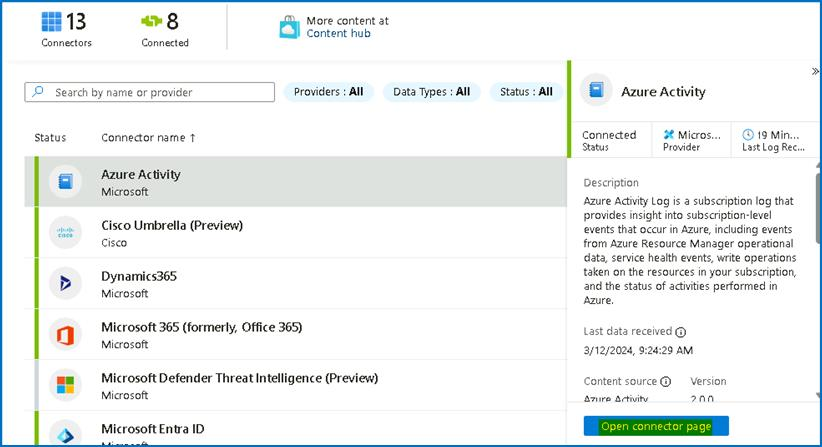 13
Connectors
8
Connected
More content at
Content hub
Search by name or provider
Providers : All
Data Types : All
Status : All
Status
Connector name ↑
Azure Activity
Microsoft
Cisco Umbrella (Preview)
Cisco
Dynamics365
Microsoft
Microsoft 365 (formerly, Office 365)
Microsoft
Microsoft Defender Threat Intelligence (Preview)
Microsoft
Microsoft Entra ID
Azure Activity
Connected
Status
Micros...
Provider
19 Min...
Last Log Rec...
Description
Azure Activity Log is a subscription log that
provides insight into subscription-level
events that occur in Azure, including events
from Azure Resource Manager operational
data, service health events, write operations
taken on the resources in your subscription,
and the status of activities performed in
Azure.
Last data received
3/12/2024, 9:24:29 AM
Content source
Version
Azure Activity
2.0.0
Open connector page